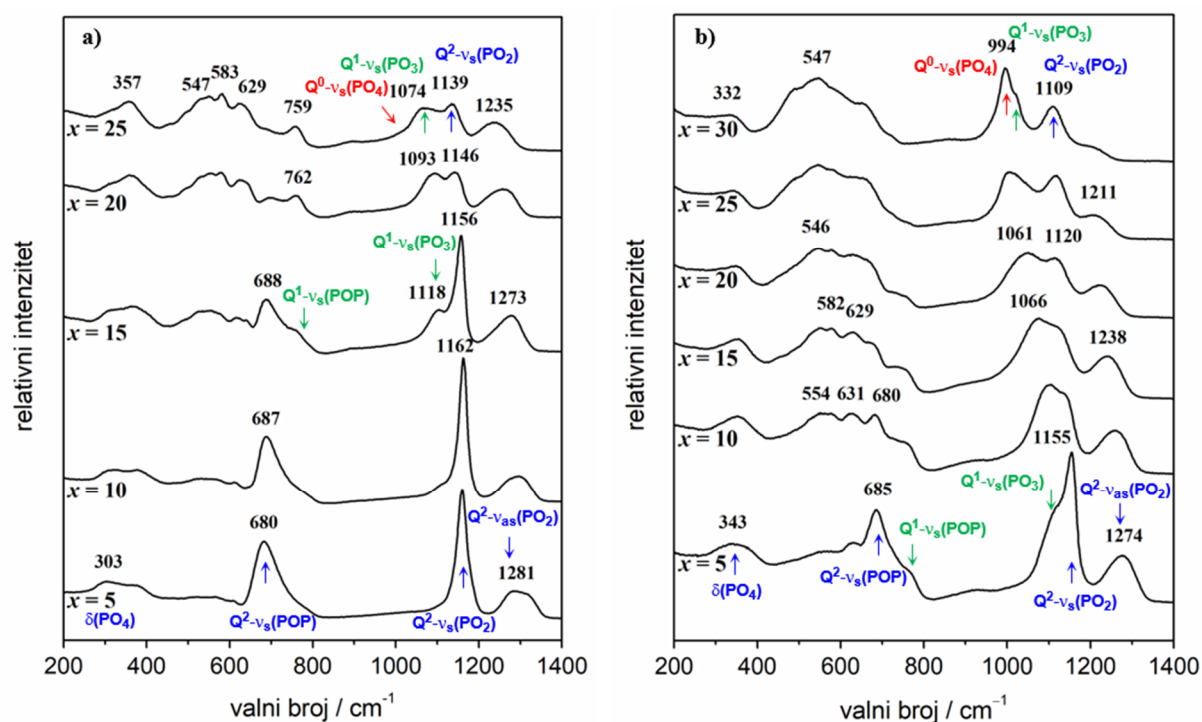 a)
Q¹-νₛ(PO₃)
Q²-νₛ(PO₂)
Q⁰-νₛ(PO₄)
1074
1139
357
547
583
629
759
1235
x = 25
1093
1146
762
x = 20
1156
Q¹-νₛ(PO₃)
688
Q¹-νₛ(POP)
1118
1273
x = 15
1162
687
x = 10
Q²-νₐₛ(PO₂)
680
303
1281
x = 5
δ(PO₄)
Q²-νₛ(POP)
Q²-νₛ(PO₂)
200 400 600 800 1000 1200 1400
valni broj / cm⁻¹
relativni intenzitet
b)
Q¹-νₛ(PO₃)
994
547
Q⁰-νₛ(PO₄)
Q²-νₛ(PO₂)
332
1109
x = 30
1211
x = 25
546
1061
1120
x = 20
582
629
1066
1238
x = 15
554
631
680
x = 10
1155
Q¹-νₛ(PO₃)
Q²-νₐₛ(PO₂)
685
343
Q¹-νₛ(POP)
1274
x = 5
δ(PO₄)
Q²-νₛ(POP)
Q²-νₛ(PO₂)
200 400 600 800 1000 1200 1400
valni broj / cm⁻¹
relativni intenzitet